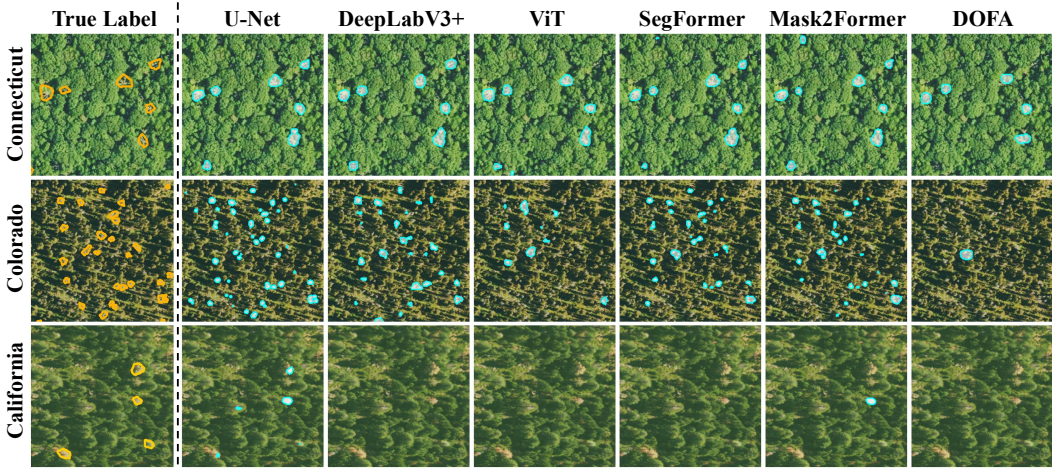 True Label U-Net DeepLabV3+ ViT SegFormer Mask2Former DOFA
Connecticut
Colorado
California